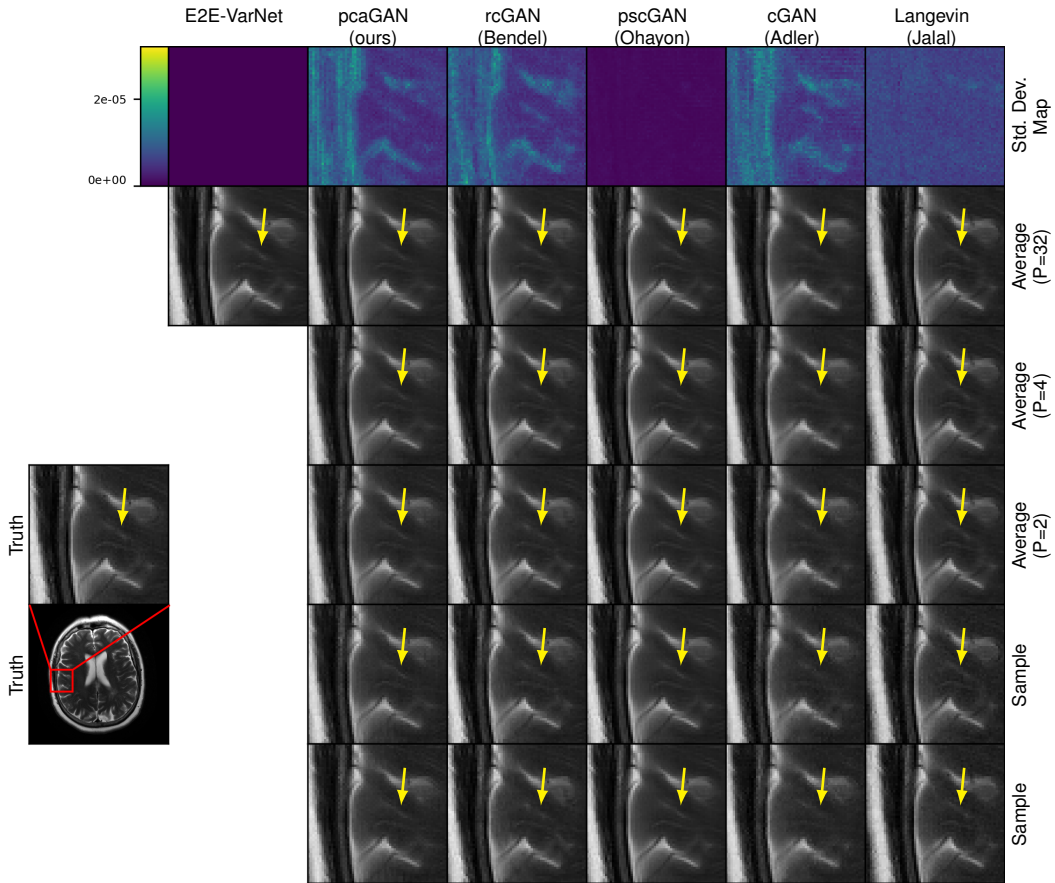 E2E-VarNet
pcaGAN
(ours)
rcGAN
(Bendel)
pscGAN
(Ohayon)
cGAN
(Adler)
Langevin
(Jalal)
2e-05
0e+00
Std. Dev.
Map
Average
(P=32)
Average
(P=4)
Truth
Average
(P=2)
Truth
Sample
Sample